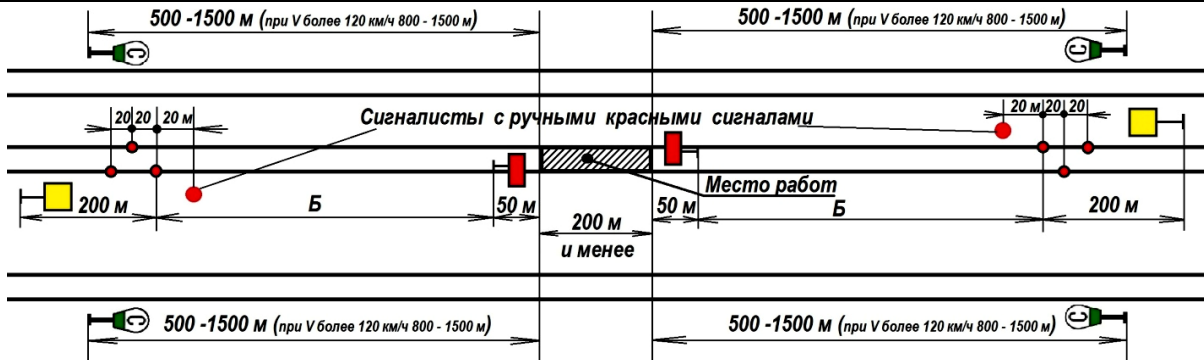 500 -1500 м (при V более 120 км/ч 800 - 1500 м)
500 -1500 м (при V более 120 км/ч 800 - 1500 м)
С
С
20 20 20 м
Сигналисты с ручными красными сигналами
20 м 20 20
Место работ
200 м
Б
50 м
200 м
и менее
50 м
Б
200 м
С
С
500 -1500 м (при V более 120 км/ч 800 - 1500 м)
500 -1500 м (при V более 120 км/ч 800 - 1500 м)